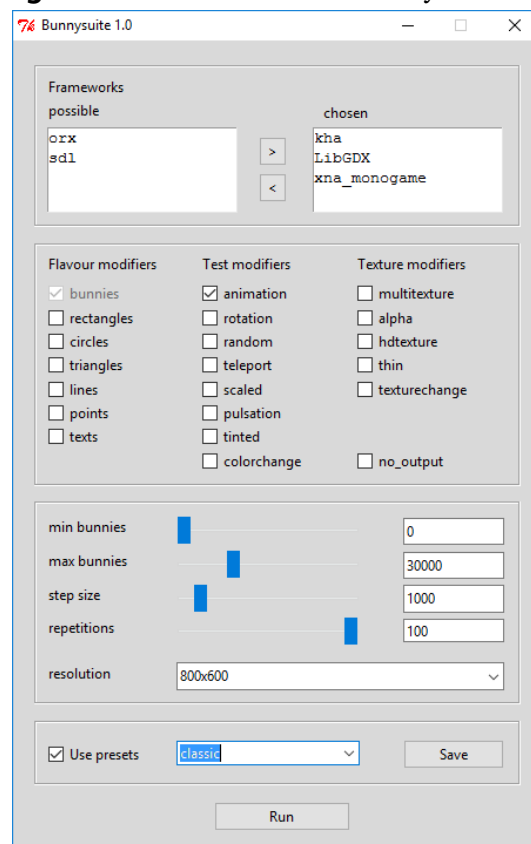 Bunnysuite 1.0
Frameworks
possible
chosen
orx
sdl
>
<
kha
LibGDX
xna_monogame
Flavour modifiers Test modifiers Texture modifiers
bunnies animation multitexture
rectangles rotation alpha
circles random hdtexture
triangles teleport thin
lines scaled texturechange
points pulsation
texts tinted
colorchange no_output
min bunnies 0
max bunnies 30000
step size 1000
repetitions 100
resolution 800x600
Use presets classic Save
Run